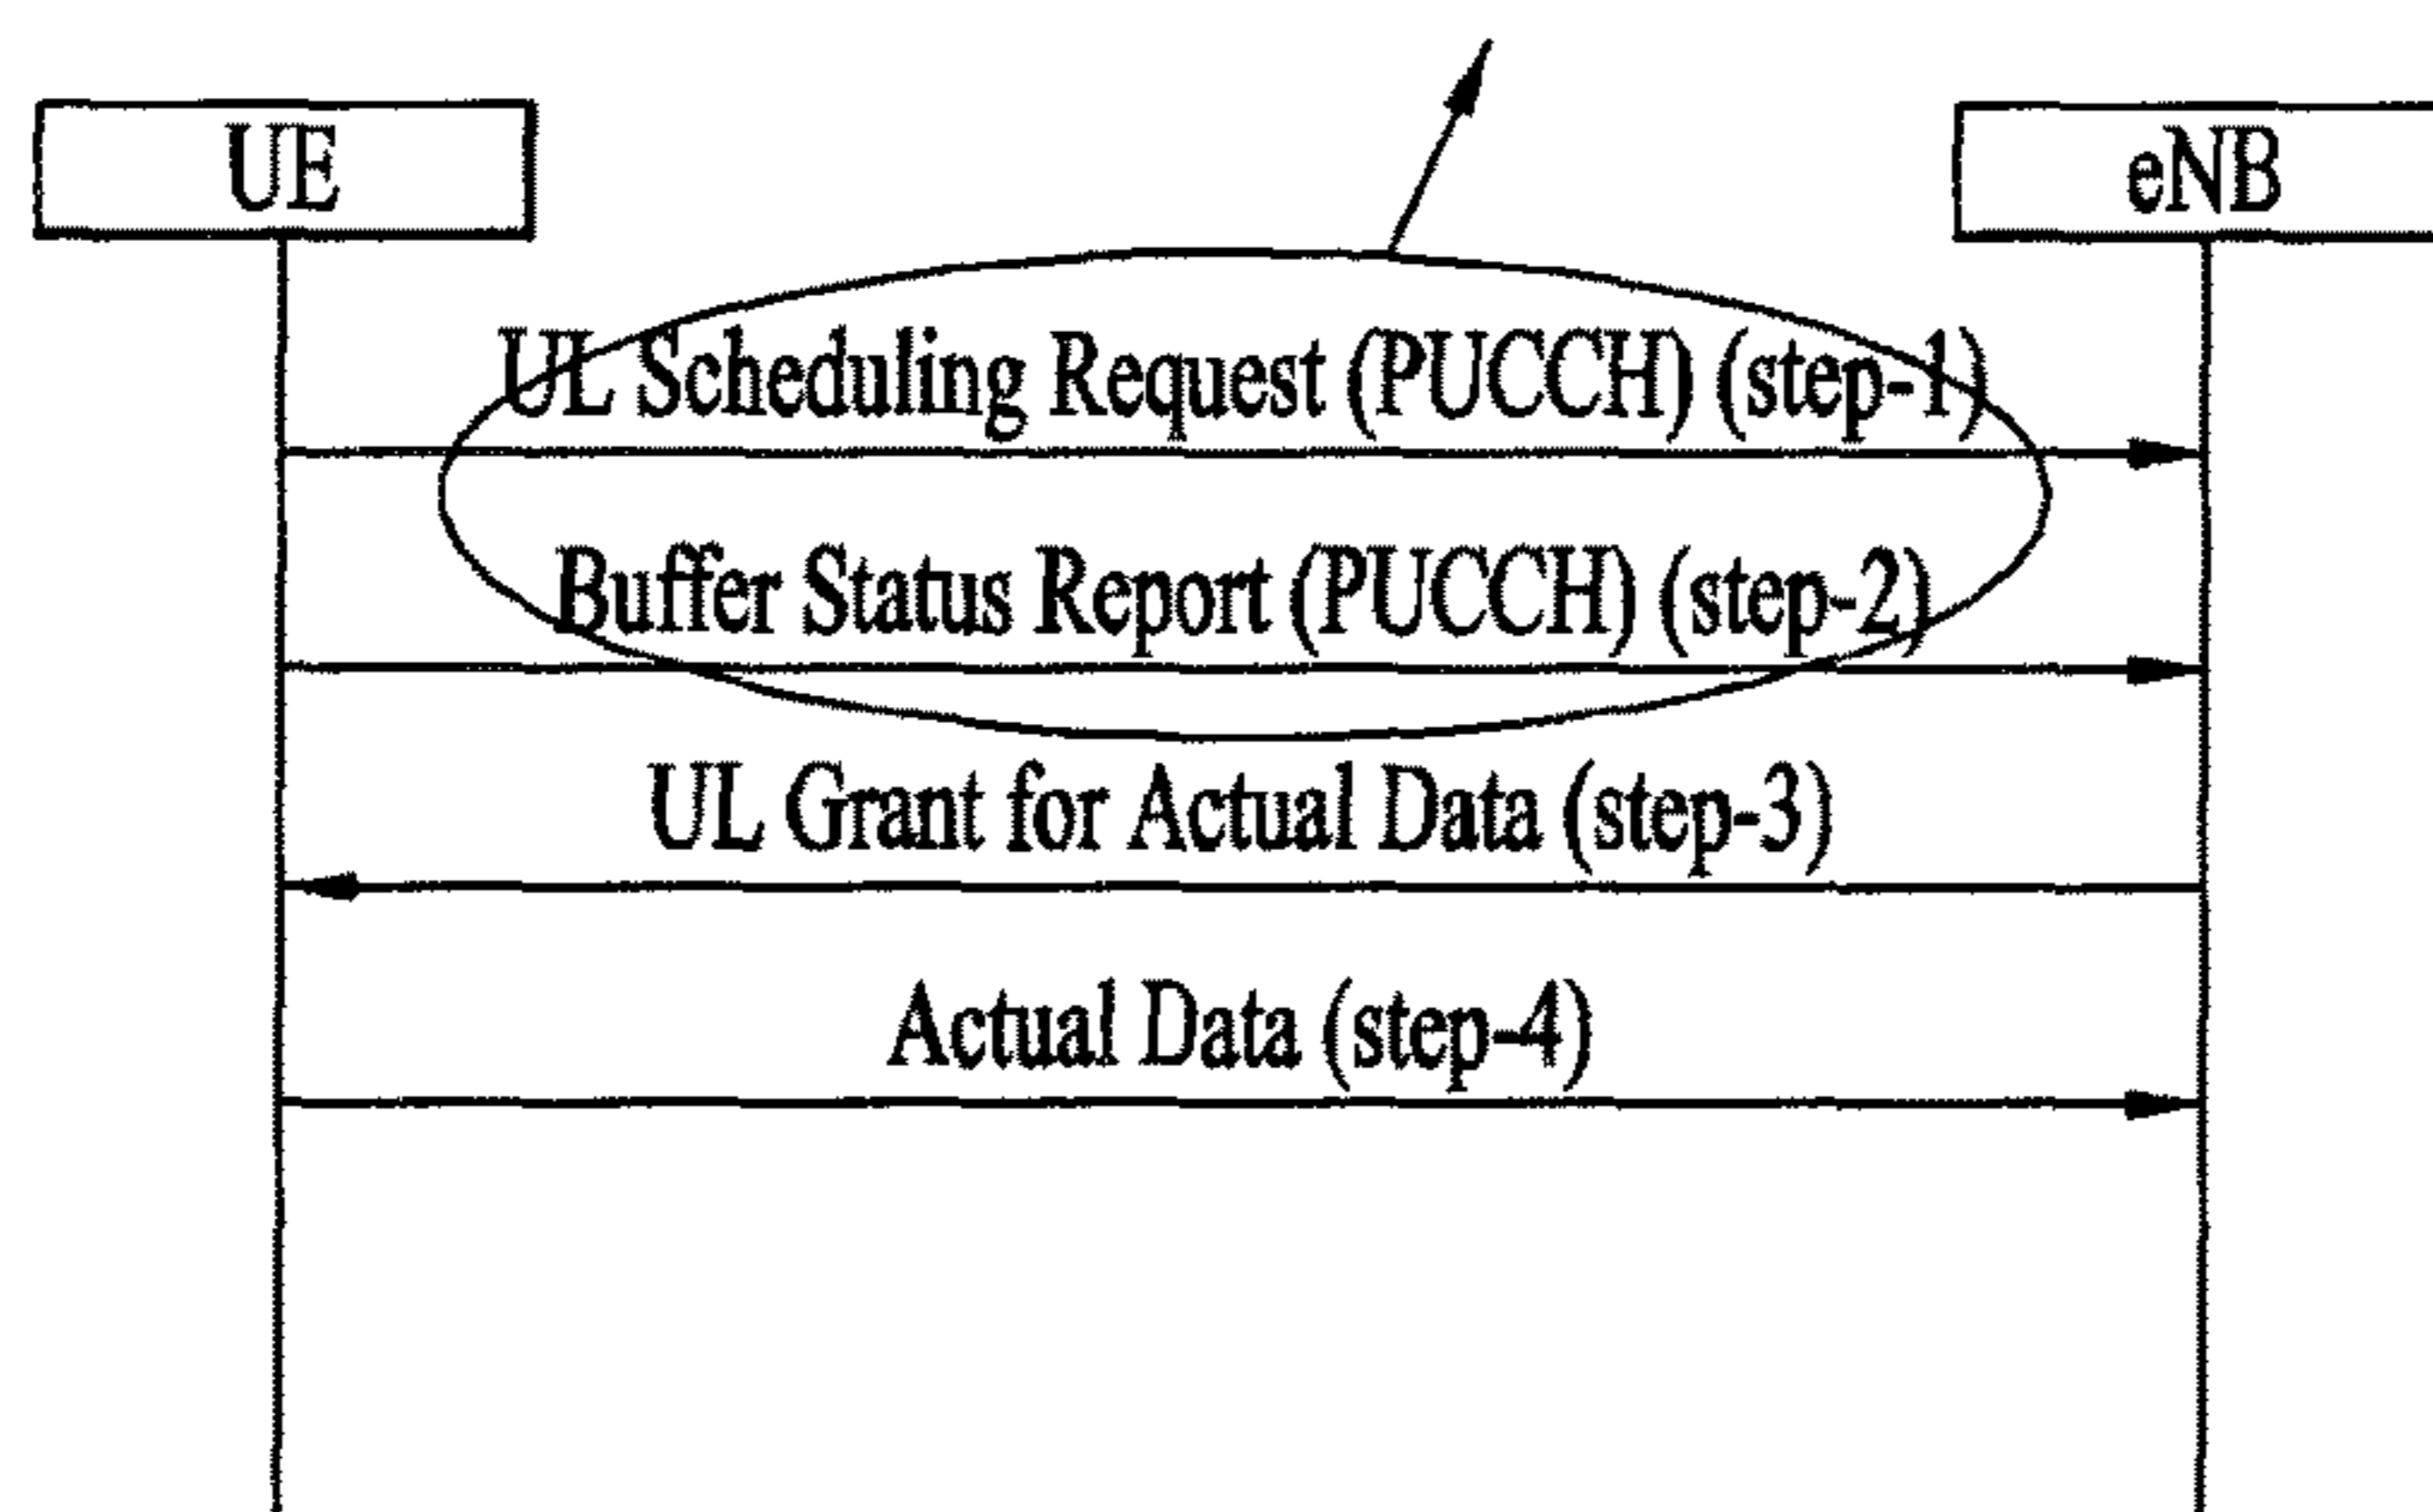 UE
eNB
UL Scheduling Request (PUCCH) (step-1)
Buffer Status Report (PUCCH) (step-2)
UL Grant for Actual Data (step-3)
Actual Data (step-4)